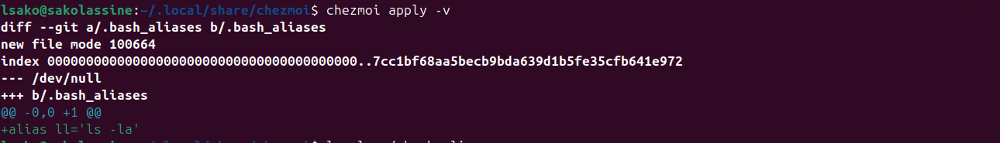 lsako@sakolassine:~/.local/share/chezmoi$ chezmoi apply -v
diff --git a/.bash_aliases b/.bash_aliases
new file mode 100664
index 0000000000000000000000000000000000000000..7cc1bf68aa5becb9bda639d1b5fe35cfb641e972
--- /dev/null
+++ b/.bash_aliases
@@ -0,0 +1 @@
+alias ll='ls -la'